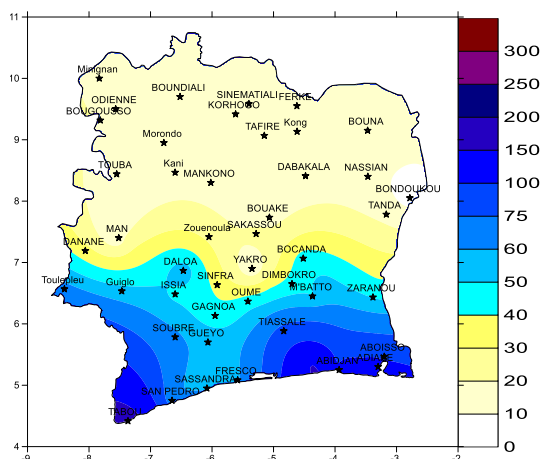 11
10
9
8
7
6
5
4
-9
-8
-7
-6
-5
-4
-3
-2
300
250
200
150
100
75
60
50
40
30
20
10
0
Minignan
BOUNDIALI
SINEMATIALI
FERKE
ODIENNE
KORHOGO
BOUGOUSSO
TAFIRE
Kong
BOUNA
Morondo
TOUBA
Kani
MANKONO
DABAKALA
NASSIAN
BONDOUKOU
BOUAKE
TANDA
MAN
Zouenoula
SAKASSOU
DANANE
BOCANDA
DALOA
YAKRO
Toulepleu
Guiglo
ISSIA
SINFRA
DIMBOKRO
M'BATTO
ZARANOU
OUME
GAGNOA
SOUBRE
GUEYO
TIASSALE
ABOISSO
ABIDJAN
ADIAKE
FRESCO
SASSANDRA
SAN PEDRO
TABOU